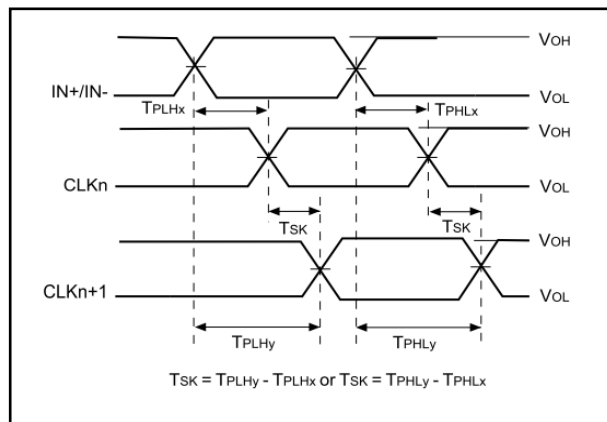 VOH
IN+/IN-
VOL
TPLHx
TPHLx
VOH
CLKn
VOL
TSK
TSK
VOH
CLKn+1
VOL
TPLHy
TPHLy
TSK = TPLHy - TPLHx or TSK = TPHLy - TPHLx